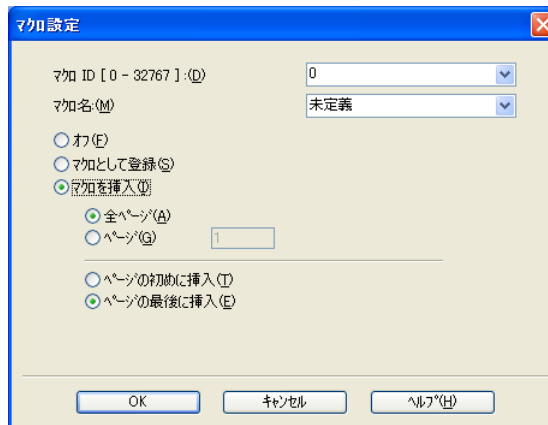 ﾏｸﾛ設定
ﾏｸﾛ ID [ 0 - 32767 ] :(D) 0
ﾏｸﾛ名:(M) 未定義
ｵﾌ(F)
ﾏｸﾛとして登録(S)
ﾏｸﾛを挿入(I)
全ﾍﾟｰｼﾞ(A)
ﾍﾟｰｼﾞ(G) 1
ﾍﾟｰｼﾞの初めに挿入(T)
ﾍﾟｰｼﾞの最後に挿入(E)
OK ｷｬﾝｾﾙ ﾍﾙﾌﾟ(H)